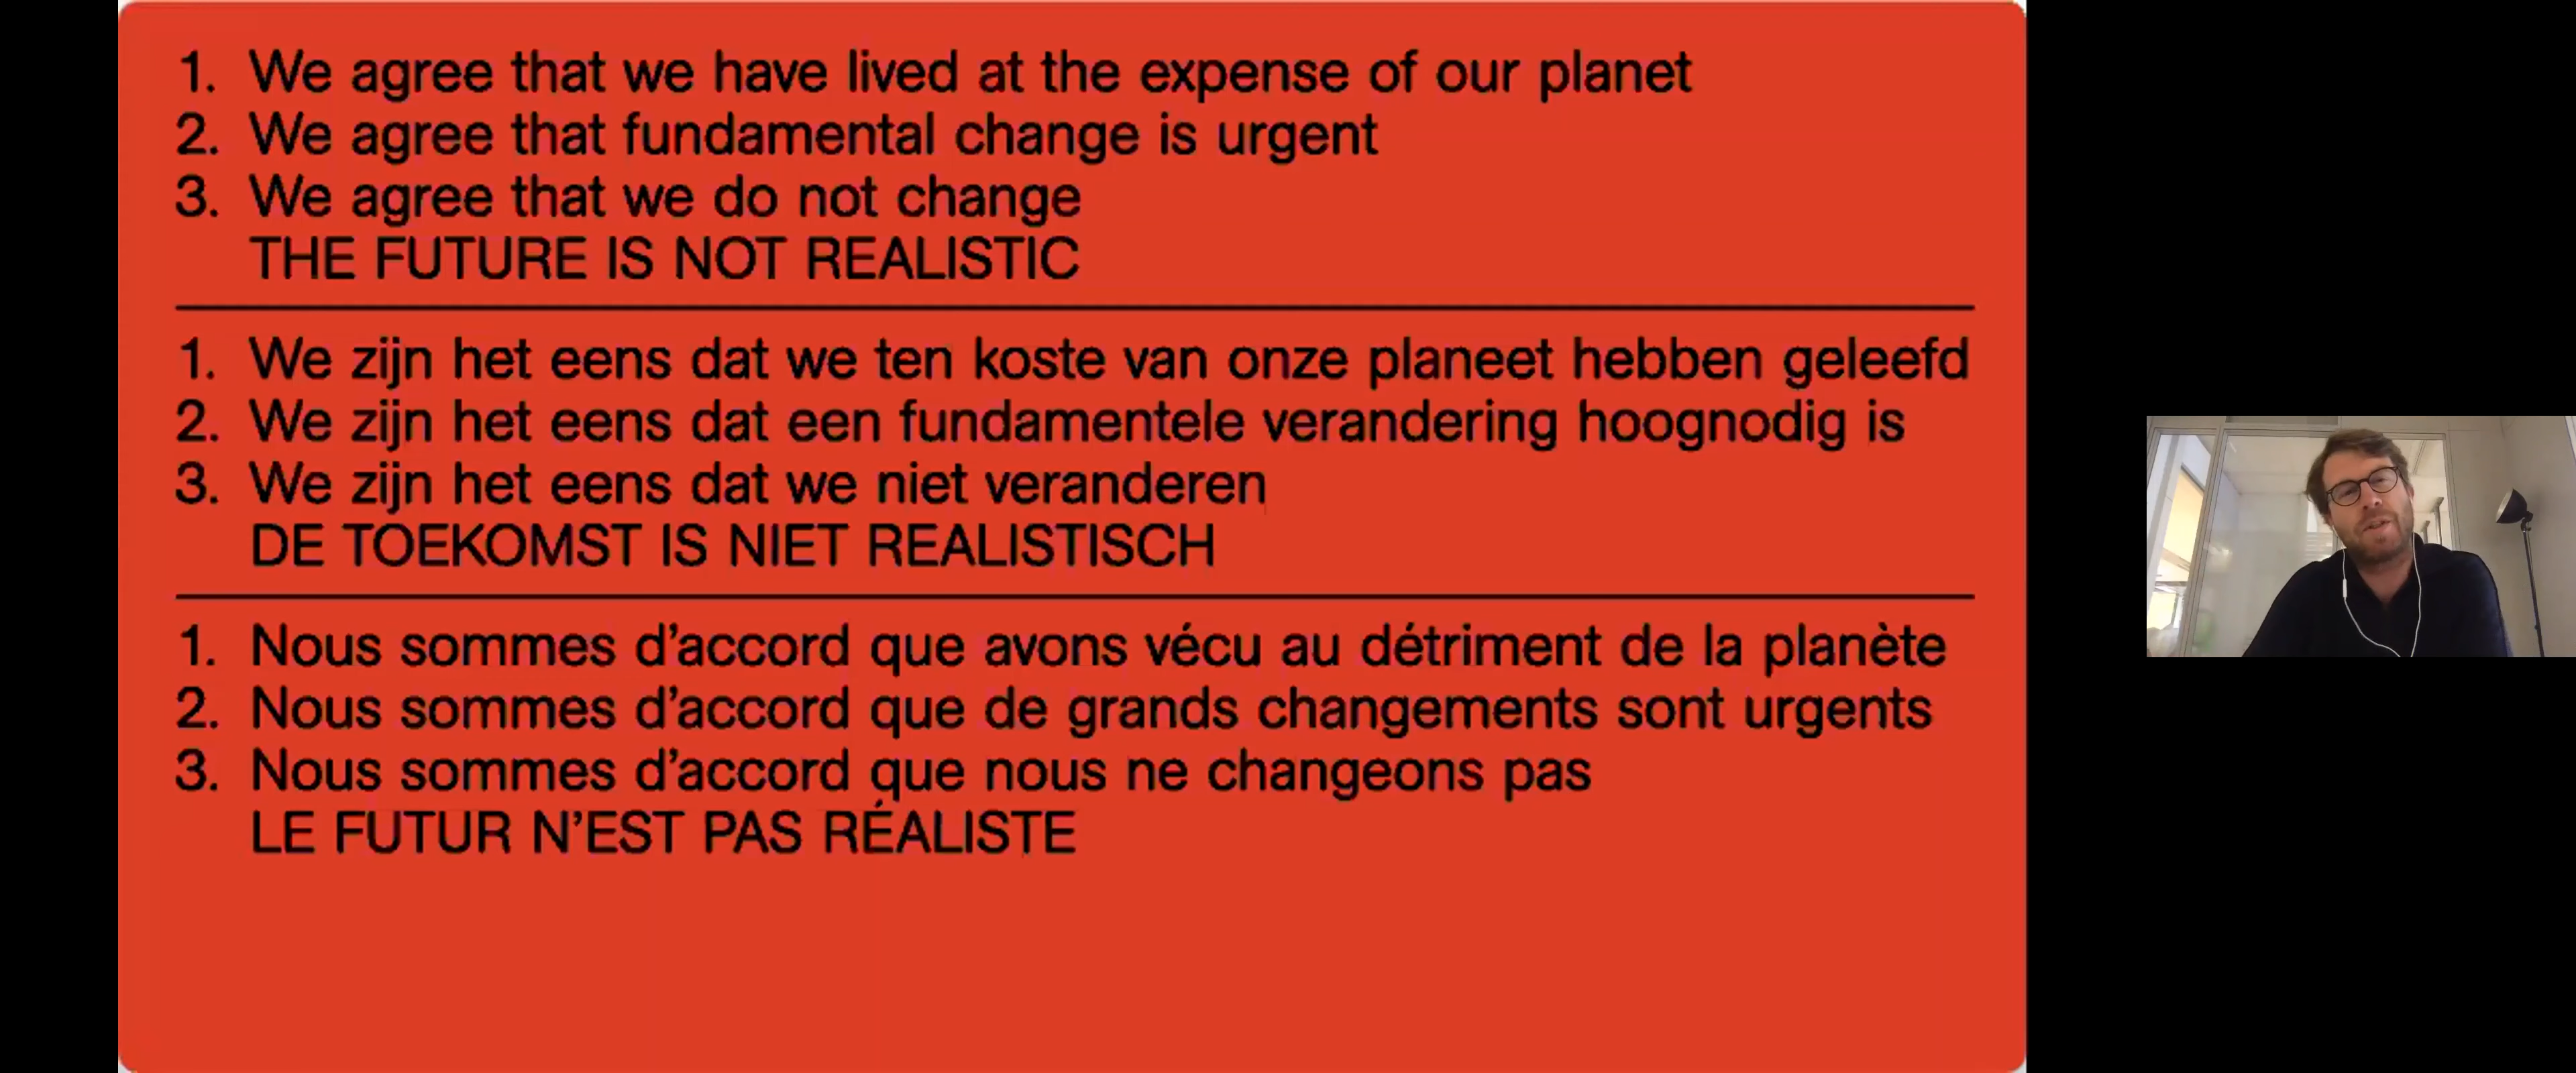 1. We agree that we have lived at the expense of our planet
2. We agree that fundamental change is urgent
3. We agree that we do not change
THE FUTURE IS NOT REALISTIC
1. We zijn het eens dat we ten koste van onze planeet hebben geleefd
2. We zijn het eens dat een fundamentele verandering hoognodig is
3. We zijn het eens dat we niet veranderen
DE TOEKOMST IS NIET REALISTISCH
1. Nous sommes d’accord que avons vécu au détriment de la planète
2. Nous sommes d’accord que de grands changements sont urgents
3. Nous sommes d’accord que nous ne changeons pas
LE FUTUR N’EST PAS RÉALISTE